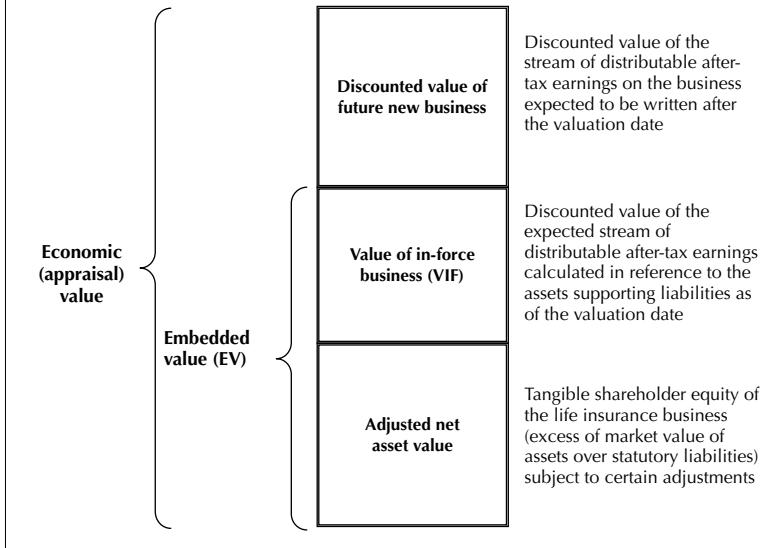 Discounted value of
future new business
Discounted value of the
stream of distributable after-
tax earnings on the business
expected to be written after
the valuation date
Economic
(appraisal)
value
Embedded
value (EV)
Value of in-force
business (VIF)
Discounted value of the
expected stream of
distributable after-tax earnings
calculated in reference to the
assets supporting liabilities as
of the valuation date
Adjusted net
asset value
Tangible shareholder equity of
the life insurance business
(excess of market value of
assets over statutory liabilities)
subject to certain adjustments